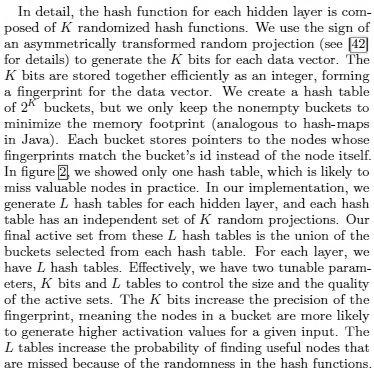 In detail, the hash function for each hidden layer is com-
posed of K randomized hash functions. We use the sign of
an asymmetrically transformed random projection (see [42]
for details) to generate the K bits for each data vector. The
K bits are stored together efficiently as an integer, forming
a fingerprint for the data vector. We create a hash table
of 2^K buckets, but we only keep the nonempty buckets to
minimize the memory footprint (analogous to hash-maps
in Java). Each bucket stores pointers to the nodes whose
fingerprints match the bucket's id instead of the node itself.
In figure 2, we showed only one hash table, which is likely to
miss valuable nodes in practice. In our implementation, we
generate L hash tables for each hidden layer, and each hash
table has an independent set of K random projections. Our
final active set from these L hash tables is the union of the
buckets selected from each hash table. For each layer, we
have L hash tables. Effectively, we have two tunable param-
eters, K bits and L tables to control the size and the quality
of the active sets. The K bits increase the precision of the
fingerprint, meaning the nodes in a bucket are more likely
to generate higher activation values for a given input. The
L tables increase the probability of finding useful nodes that
are missed because of the randomness in the hash functions.